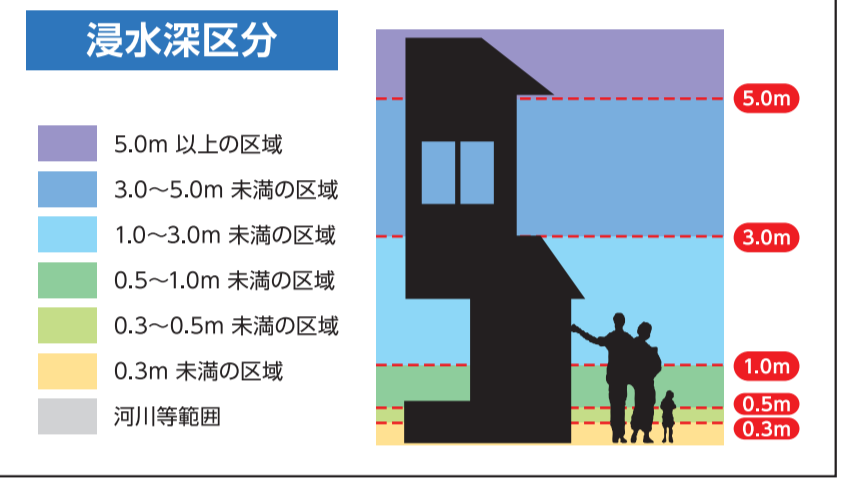 浸水深区分
5.0m 以上の区域
3.0～5.0m 未満の区域
1.0～3.0m 未満の区域
0.5～1.0m 未満の区域
0.3～0.5m 未満の区域
0.3m 未満の区域
河川等範囲
5.0m
3.0m
1.0m
0.5m
0.3m